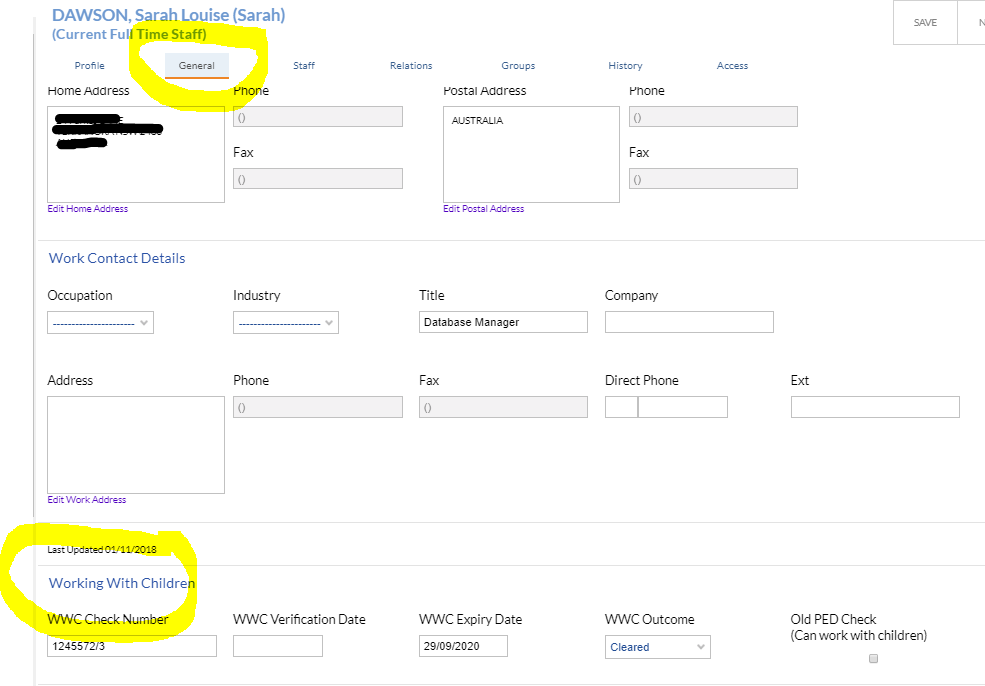 DAWSON, Sarah Louise (Sarah)
(Current Full Time Staff)
SAVE
Profile General Staff Relations Groups History Access
Home Address Phone Postal Address Phone
() AUSTRALIA ()
Fax Fax
() ()
Edit Home Address Edit Postal Address
Work Contact Details
Occupation Industry Title Company
---------------------- ---------------------- Database Manager
Address Phone Fax Direct Phone Ext
() ()
Edit Work Address
Last Updated 01/11/2018
Working With Children
WWC Check Number WWC Verification Date WWC Expiry Date WWC Outcome Old PED Check
(Can work with children)
1245572/3 29/09/2020 Cleared